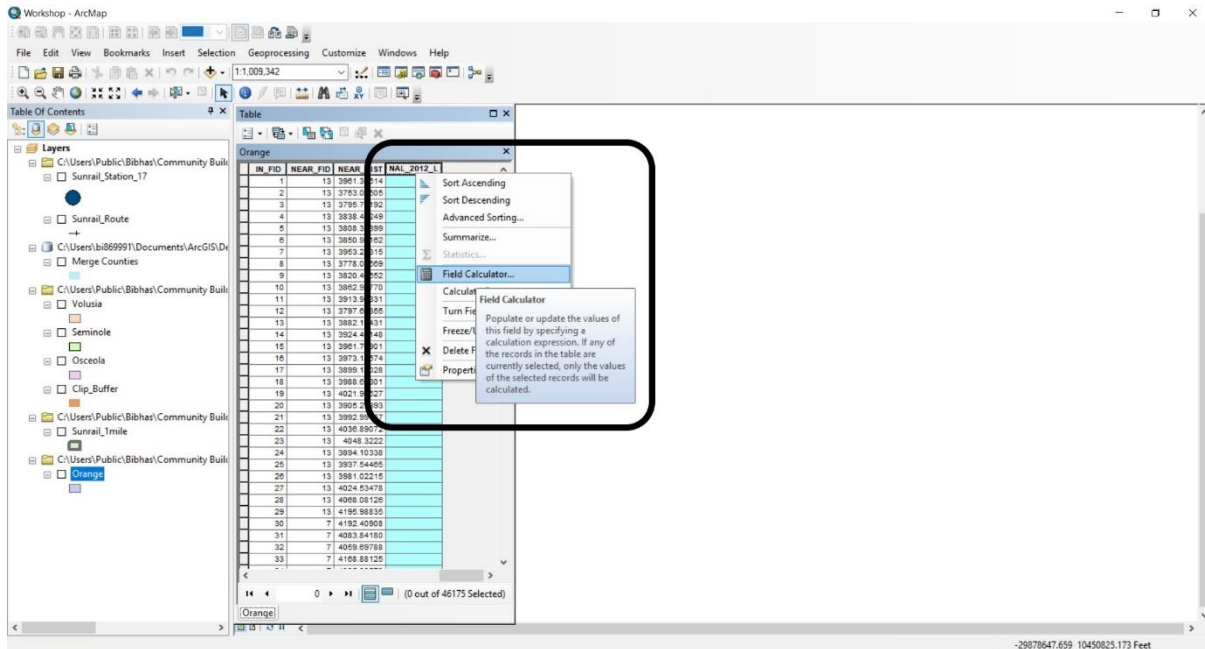 Workshop - ArcMap
File Edit View Bookmarks Insert Selection Geoprocessing Customize Windows Help
1:1,009,342
Table Of Contents
Layers
C:\Users\Public\Bibhas\Community Buil
Sunrail_Station_17
Sunrail_Route
C:\Users\bi869991\Documents\ArcGIS\De
Merge Counties
C:\Users\Public\Bibhas\Community Buil
Volusia
Seminole
Osceola
Clip_Buffer
C:\Users\Public\Bibhas\Community Buil
Sunrail_1mile
C:\Users\Public\Bibhas\Community Buil
Orange
Table
Orange
IN_FID NEAR_FID NEAR_ IST NAL_2012_L
1 13
2 13
3 13
4 13
5 13
6 13
7 13
8 13
9 13
10 13
11 13
12 13
13 13
14 13
15 13
16 13
17 13
18 13
19 13
20 13
21 13
22 13 4036.89072
23 13 4048.3222
24 13 3894.10338
25 13 3937.54465
26 13 3981.02215
27 13 4024.53478
28 13 4068.08126
29 13 4195.98835
30 7 4192.40908
31 7 4083.84180
32 7 4059.69788
33 7 4168.88125
Sort Ascending
Sort Descending
Advanced Sorting...
Summarize...
Statistics...
Field Calculator...
Calculat
Turn Fie
Freeze/U
Delete F
Properti
Field Calculator
Populate or update the values of
this field by specifying a
calculation expression. If any of
the records in the table are
currently selected, only the values
of the selected records will be
calculated.
0
(0 out of 46175 Selected)
Orange
-29878647.659 10450825.173 Feet